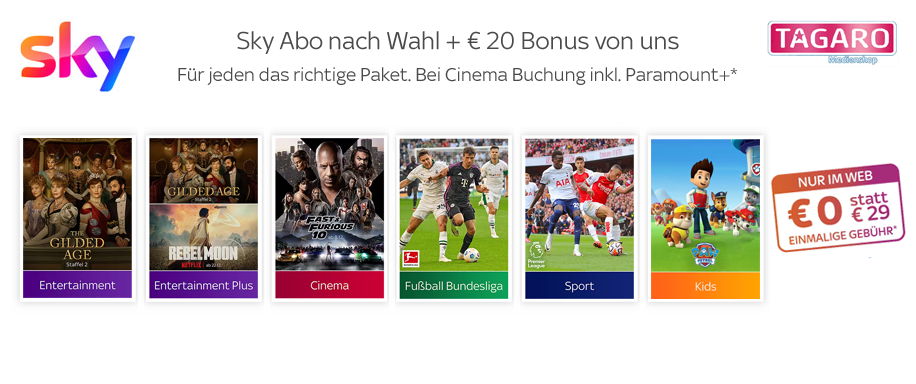 sky
Sky Abo nach Wahl + € 20 Bonus von uns
Für jeden das richtige Paket. Bei Cinema Buchung inkl. Paramount+*
TAGARO
Medienshop
THE
GILDED
AGE
Staffel 2
Entertainment
GILDED AGE
Staffel 2
REBEL MOON
NETFLIX
Entertainment Plus
FAST & FURIOUS
10
Cinema
Fußball Bundesliga
Premier
League
Sport
PAW
PATROL
Kids
NUR IM WEB
€ 0 statt
€ 29
EINMALIGE GEBÜHR*